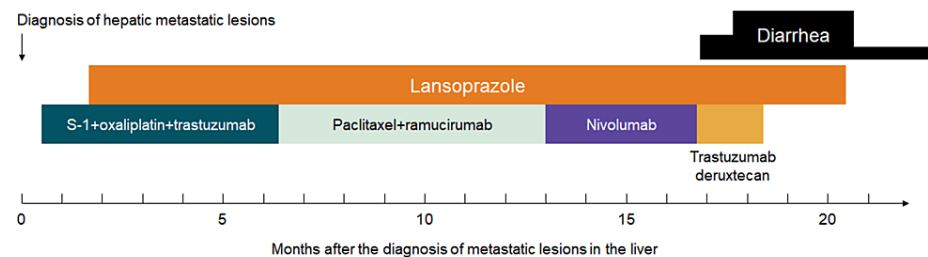 Diagnosis of hepatic metastatic lesions
Diarrhea
Lansoprazole
S-1+oxaliplatin+trastuzumab
Paclitaxel+ramucirumab
Nivolumab
Trastuzumab
deruxtecan
0
5
10
15
20
Months after the diagnosis of metastatic lesions in the liver